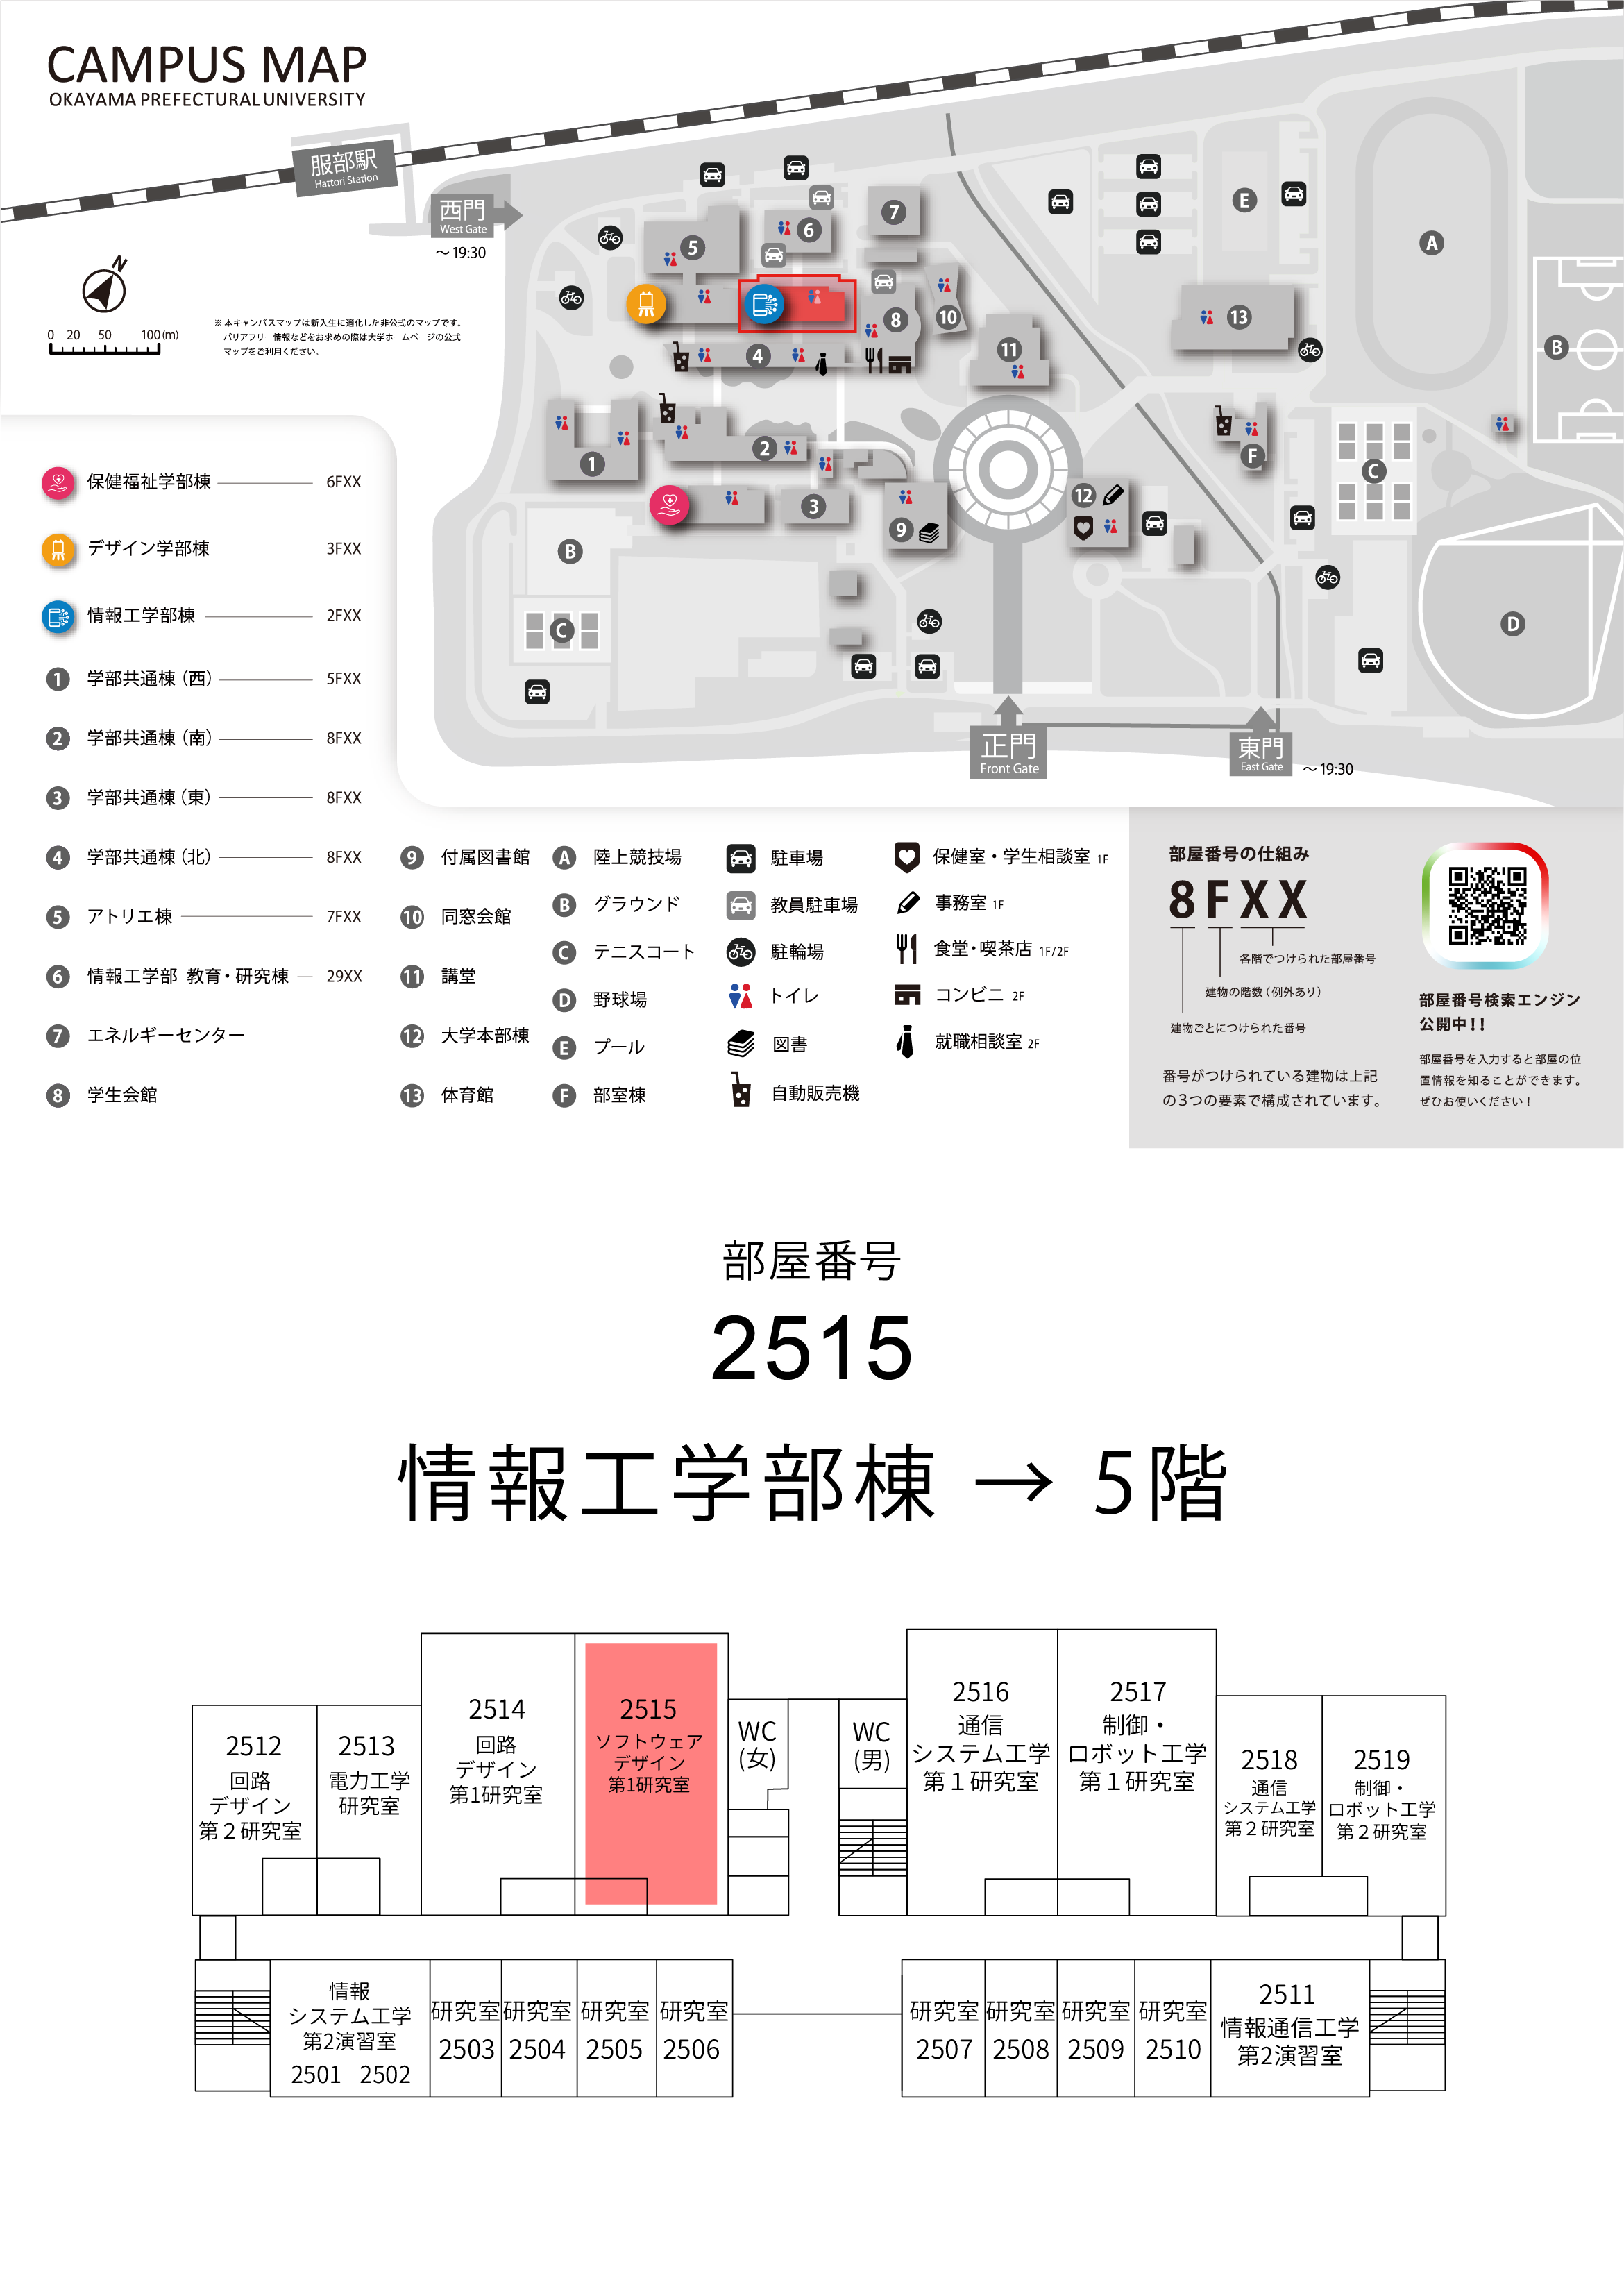 CAMPUS MAP
OKAYAMA PREFECTURAL UNIVERSITY
服部駅
Hattori Station
西門
West Gate
～19:30
N
0 20 50 100(m)
※ 本キャンパスマップは新入生に適化した非公式のマップです。
バリアフリー情報などをお求めの際は大学ホームページの公式
マップをご利用ください。
5
6
7
8
10
4
11
13
E
A
B
1
2
3
9
12
F
C
B
C
D
正門
Front Gate
東門
East Gate
～19:30
保健福祉学部棟 6FXX
デザイン学部棟 3FXX
情報工学部棟 2FXX
1 学部共通棟（西） 5FXX
2 学部共通棟（南） 8FXX
3 学部共通棟（東） 8FXX
4 学部共通棟（北） 8FXX
5 アトリエ棟 7FXX
6 情報工学部 教育・研究棟 29XX
7 エネルギーセンター
8 学生会館
9 付属図書館
10 同窓会館
11 講堂
12 大学本部棟
13 体育館
A 陸上競技場
B グラウンド
C テニスコート
D 野球場
E プール
F 部室棟
駐車場
教員駐車場
駐輪場
トイレ
図書
自動販売機
保健室・学生相談室 1F
事務室 1F
食堂・喫茶店 1F/2F
コンビニ 2F
就職相談室 2F
部屋番号の仕組み
8FXX
各階でつけられた部屋番号
建物の階数（例外あり）
建物ごとにつけられた番号
番号がつけられている建物は上記
の3つの要素で構成されています。
部屋番号検索エンジン
公開中！！
部屋番号を入力すると部屋の位
置情報を知ることができます。
ぜひお使いください！
部屋番号
2515
情報工学部棟 → 5階
2512
回路
デザイン
第２研究室
2513
電力工学
研究室
2514
回路
デザイン
第1研究室
2515
ソフトウェア
デザイン
第1研究室
WC
(女)
WC
(男)
2516
通信
システム工学
第１研究室
2517
制御・
ロボット工学
第１研究室
2518
通信
システム工学
第２研究室
2519
制御・
ロボット工学
第２研究室
情報
システム工学
第2演習室
2501 2502
研究室
2503
研究室
2504
研究室
2505
研究室
2506
研究室
2507
研究室
2508
研究室
2509
研究室
2510
2511
情報通信工学
第2演習室